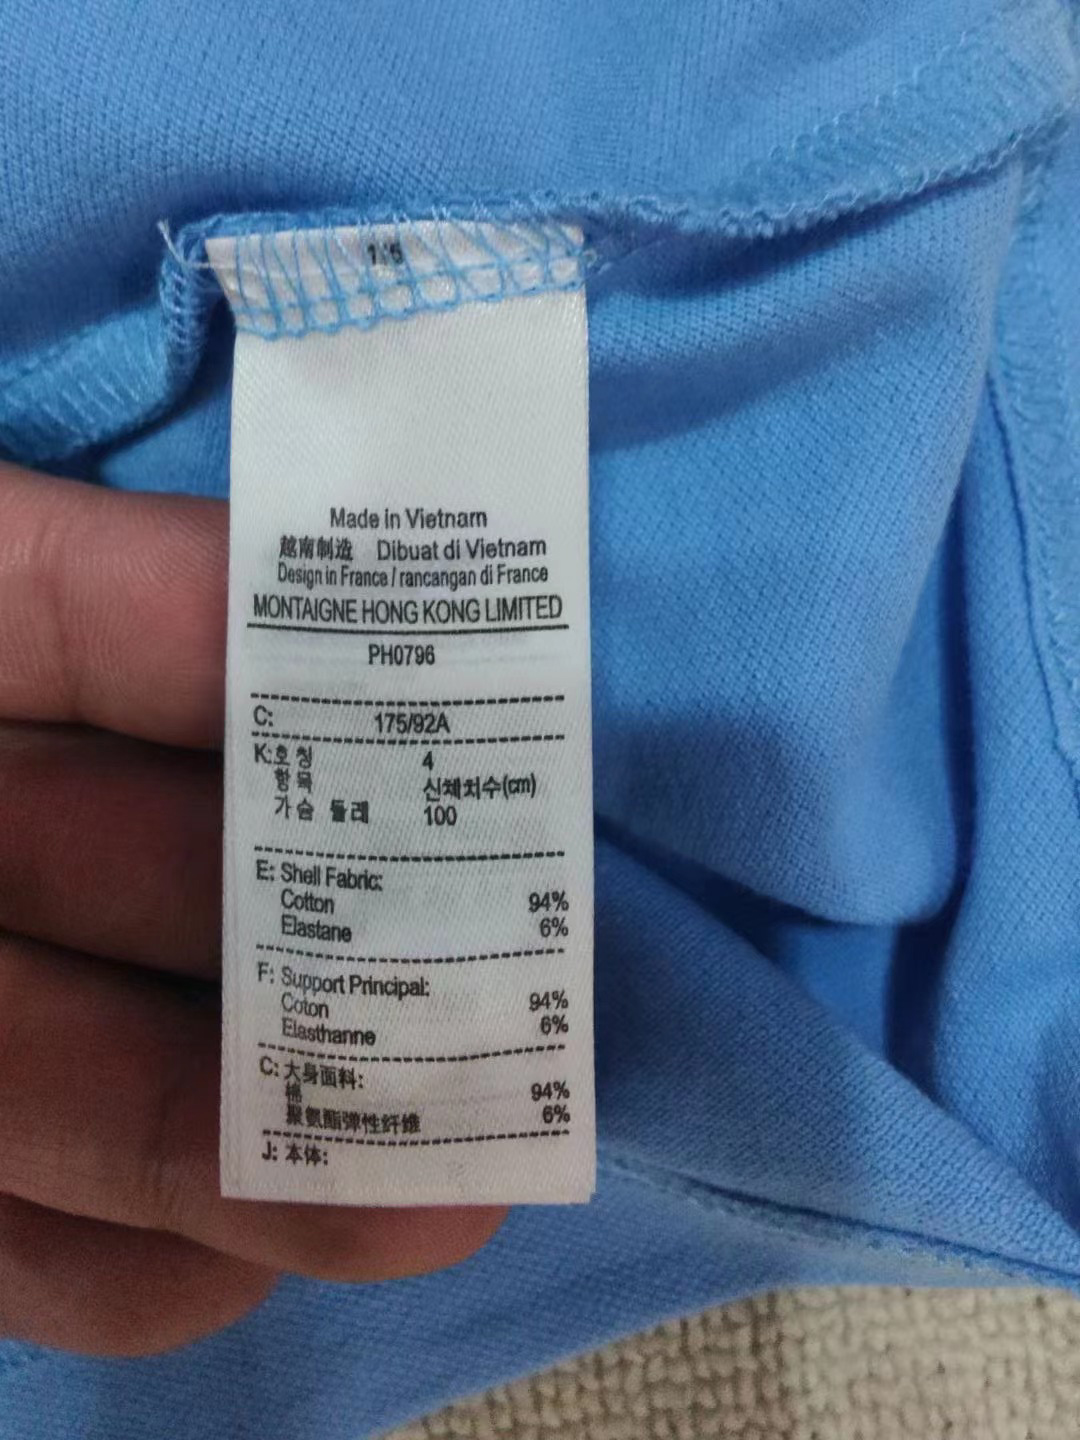 Made in Vietnam
越南制造 Dibuat di Vietnam
Design in France / rancangan di France
MONTAIGNE HONG KONG LIMITED
PH0796
C: 175/92A
K: 호 칭 4
항 목 신체치수(cm)
가 슴 둘 레 100
E: Shell Fabric:
Cotton 94%
Elastane 6%
F: Support Principal:
Coton 94%
Elasthanne 6%
C: 大身面料:
棉 94%
聚氨酯弹性纤维 6%
J: 本体: